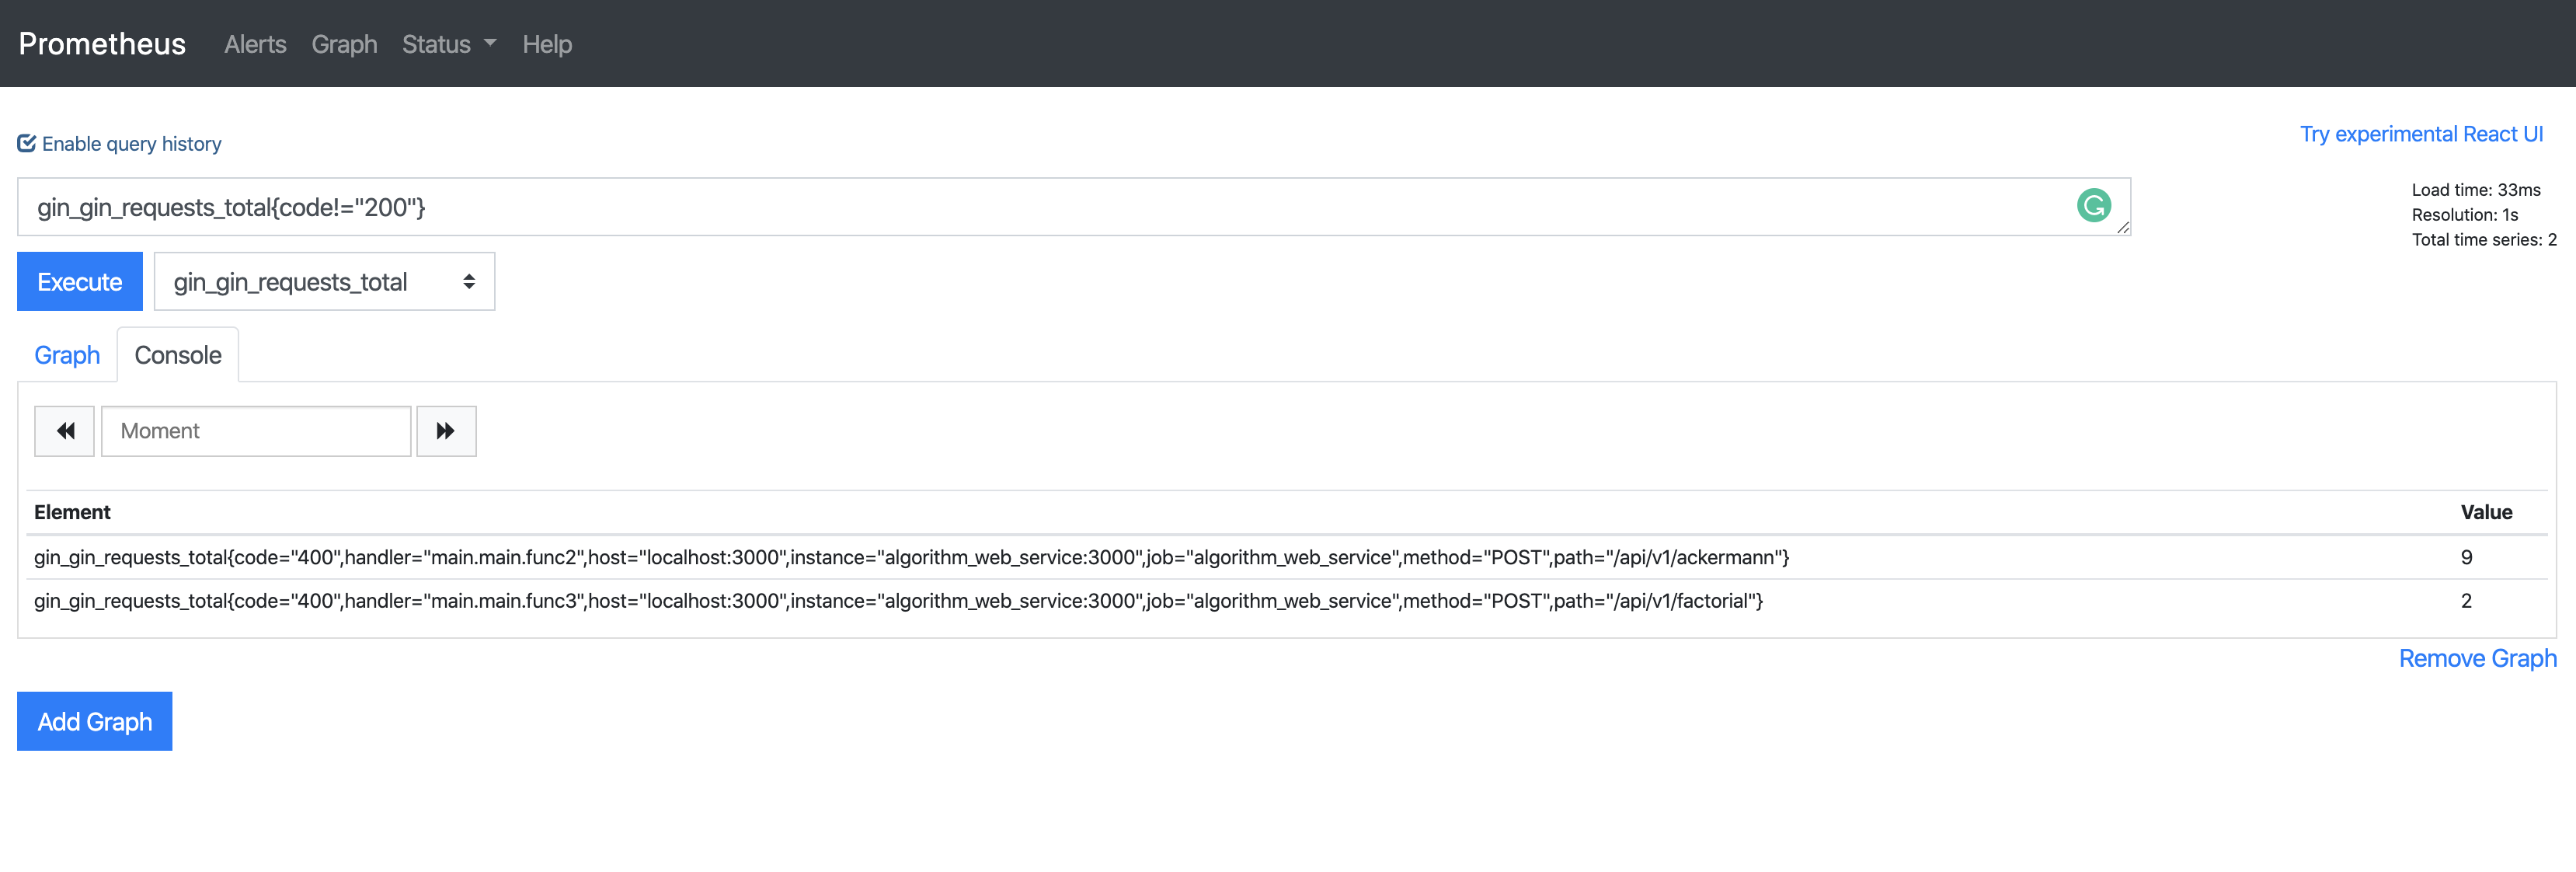 Prometheus Alerts Graph Status Help
Enable query history
Try experimental React UI
gin_gin_requests_total{code!="200"}
Load time: 33ms
Resolution: 1s
Total time series: 2
Execute gin_gin_requests_total
Graph Console
Moment
Element Value
gin_gin_requests_total{code="400",handler="main.main.func2",host="localhost:3000",instance="algorithm_web_service:3000",job="algorithm_web_service",method="POST",path="/api/v1/ackermann"} 9
gin_gin_requests_total{code="400",handler="main.main.func3",host="localhost:3000",instance="algorithm_web_service:3000",job="algorithm_web_service",method="POST",path="/api/v1/factorial"} 2
Remove Graph
Add Graph